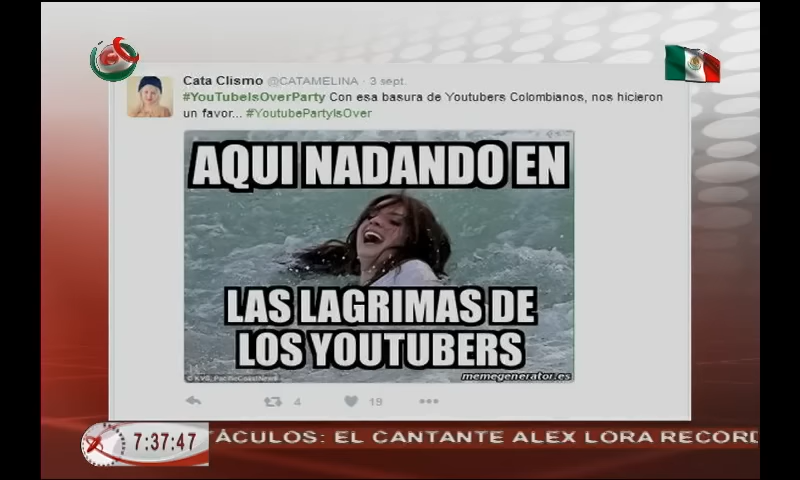 Cata Clismo @CATAMELINA · 3 sept.
#YouTubeIsOverParty Con esa basura de Youtubers Colombianos, nos hicieron
un favor... #YoutubePartyIsOver
AQUI NADANDO EN
LAS LAGRIMAS DE
LOS YOUTUBERS
memegenerator.es
4 19
7:37:47 TÁCULOS: EL CANTANTE ALEX LORA RECORD